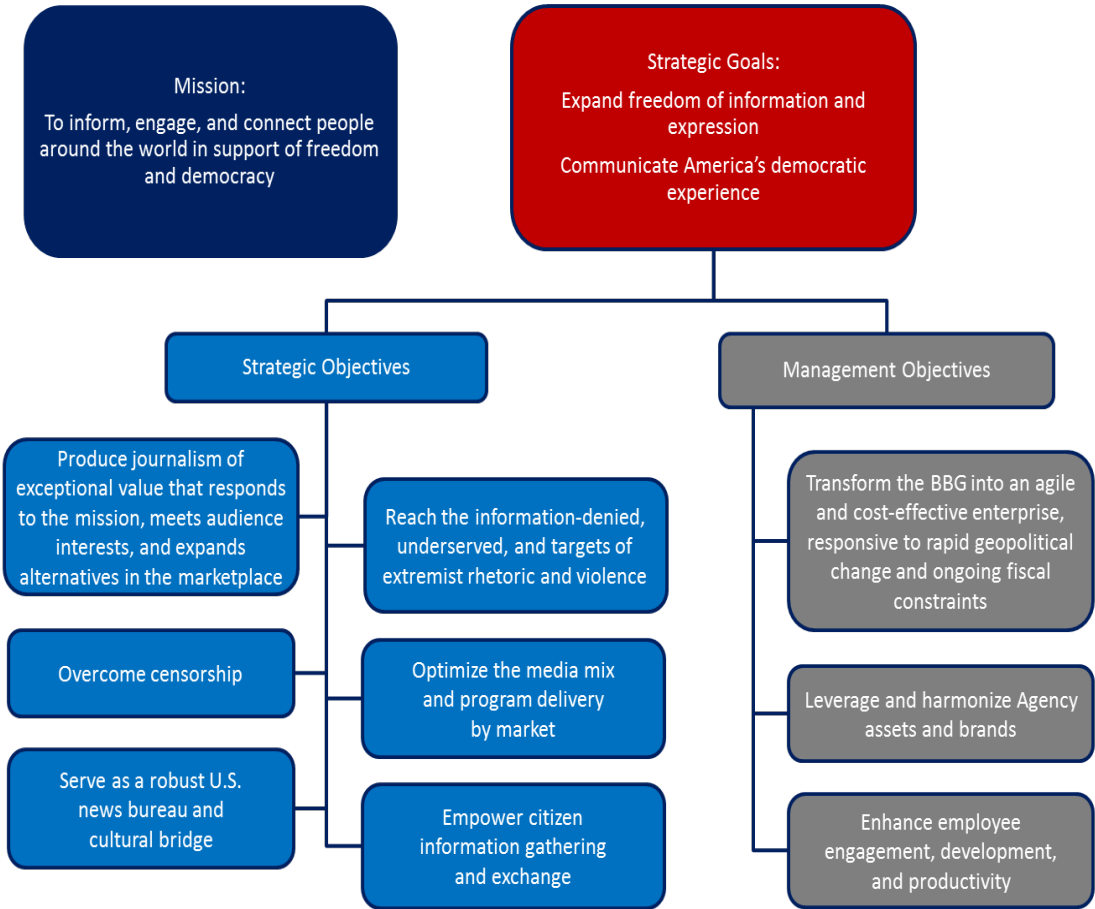 Mission:
To inform, engage, and connect people
around the world in support of freedom
and democracy
Strategic Goals:
Expand freedom of information and
expression
Communicate America’s democratic
experience
Strategic Objectives
Management Objectives
Produce journalism of
exceptional value that responds
to the mission, meets audience
interests, and expands
alternatives in the marketplace
Reach the information-denied,
underserved, and targets of
extremist rhetoric and violence
Overcome censorship
Optimize the media mix
and program delivery
by market
Serve as a robust U.S.
news bureau and
cultural bridge
Empower citizen
information gathering
and exchange
Transform the BBG into an agile
and cost-effective enterprise,
responsive to rapid geopolitical
change and ongoing fiscal
constraints
Leverage and harmonize Agency
assets and brands
Enhance employee
engagement, development,
and productivity